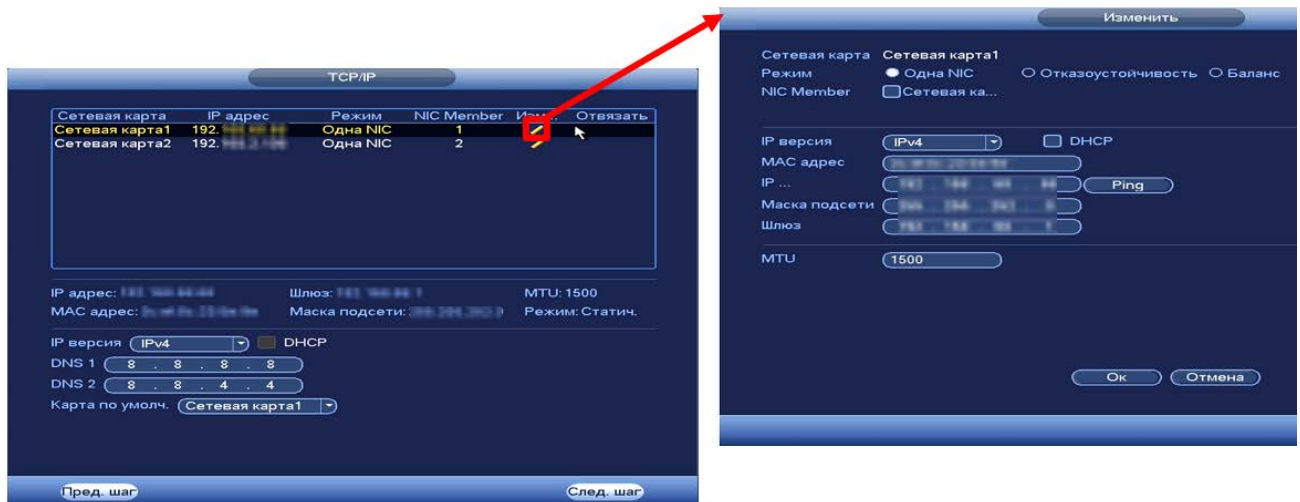 TCP/IP
Сетевая карта IP адрес Режим NIC Member Изм... Отвязать
Сетевая карта1 192. Одна NIC 1
Сетевая карта2 192. Одна NIC 2
IP адрес: Шлюз: MTU: 1500
MAC адрес: Маска подсети: Режим: Статич.
IP версия IPv4 DHCP
DNS 1 8 . 8 . 8 . 8
DNS 2 8 . 8 . 4 . 4
Карта по умолч. Сетевая карта1
Пред. шаг След. шаг
Изменить
Сетевая карта Сетевая карта1
Режим Одна NIC Отказоустойчивость Баланс
NIC Member Сетевая ка...
IP версия IPv4 DHCP
MAC адрес
IP ... Ping
Маска подсети
Шлюз
MTU 1500
Ок Отмена